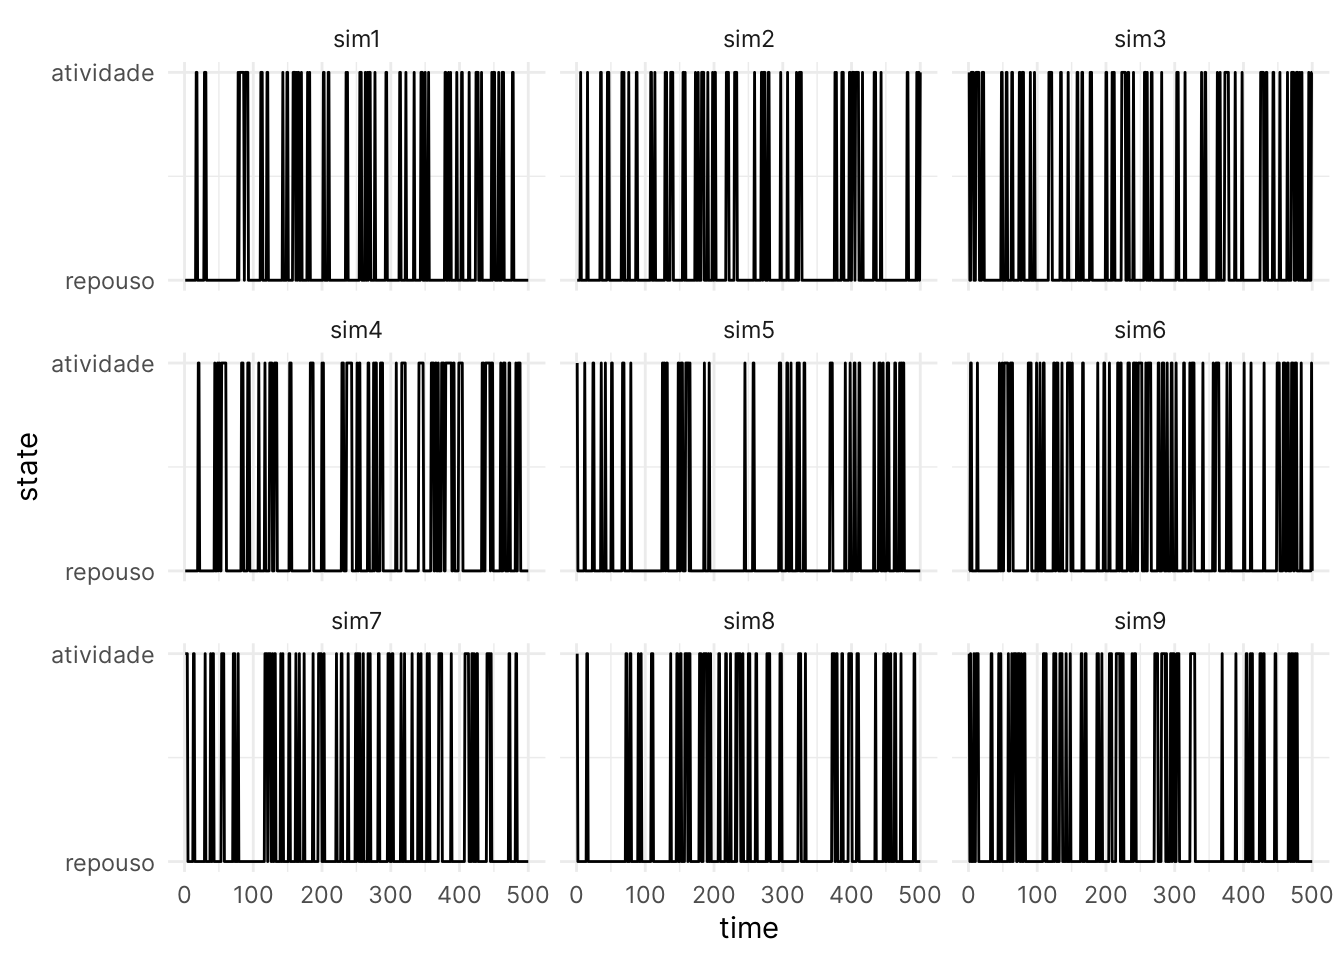 sim1 sim2 sim3
atividade
repouso
sim4 sim5 sim6
atividade
repouso
state
sim7 sim8 sim9
atividade
repouso
0 100 200 300 400 500 0 100 200 300 400 500 0 100 200 300 400 500
time